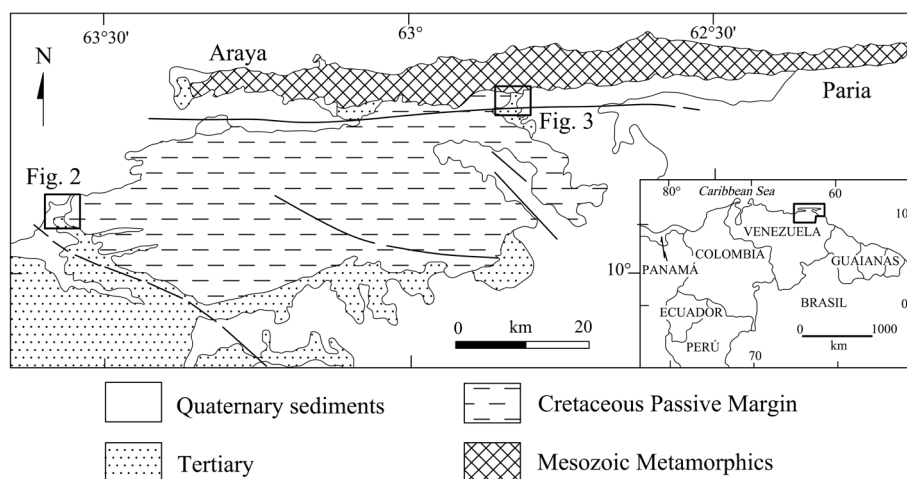 63°30'
63°
62°30'
N
Araya
Paria
Fig. 3
Fig. 2
10°
0 km 20
80°
Caribbean Sea
60
10
VENEZUELA
COLOMBIA
PANAMÁ
GUAIANAS
ECUADOR
BRASIL
0
PERÚ
70
0 1000
km
Quaternary sediments
Cretaceous Passive Margin
Tertiary
Mesozoic Metamorphics